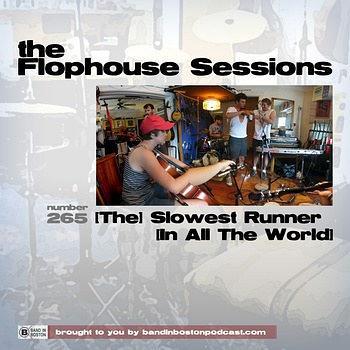 the
Flophouse Sessions
number
265 [The] Slowest Runner
[In All The World]
B BAND IN BOSTON
brought to you by bandinbostonpodcast.com